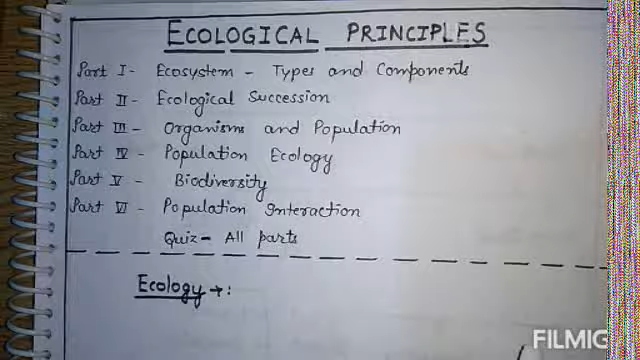 ECOLOGICAL PRINCIPLES
Part I - Ecosystem - Types and Components
Part II - Ecological Succession
Part III - Organisms and Population
Part IV - Population Ecology
Part V - Biodiversity
Part VI - Population Interaction
Quiz - All parts
Ecology → :
FILMIG